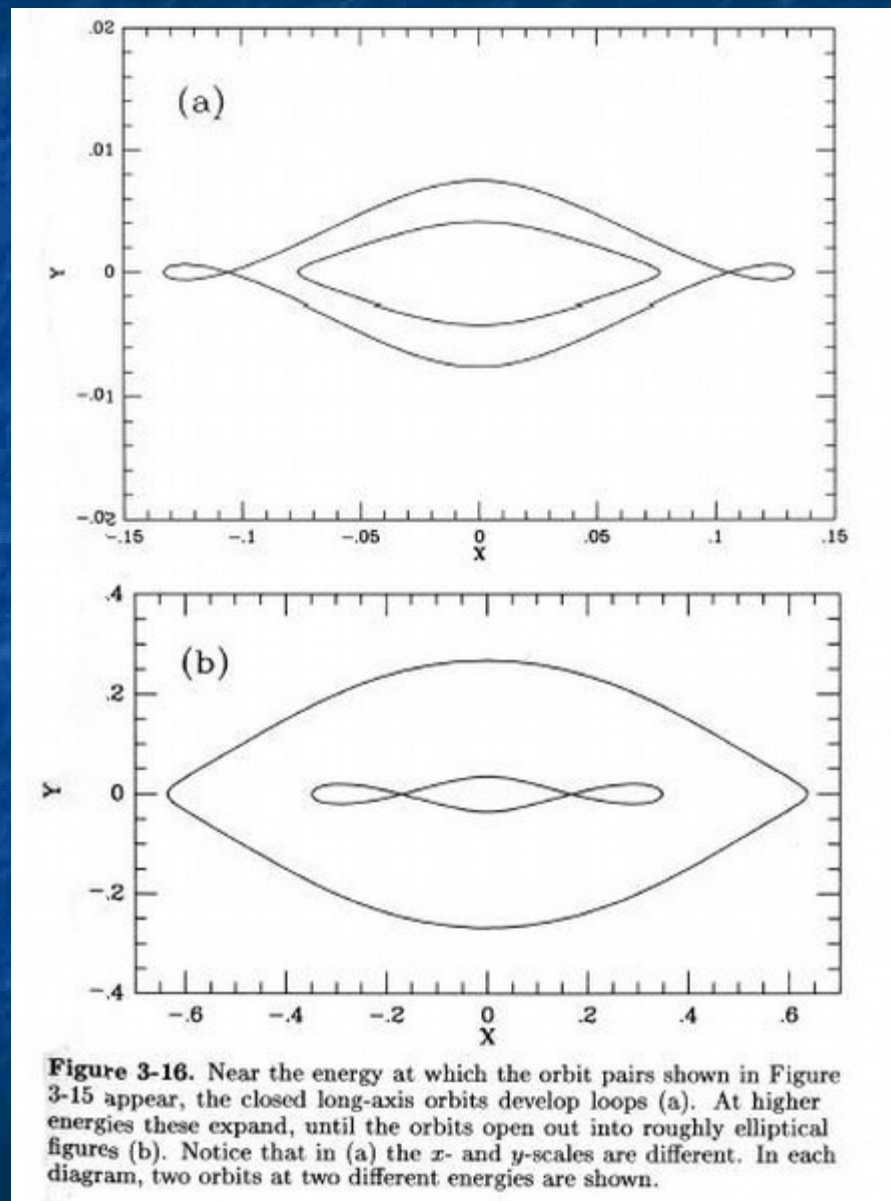 .02
(a)
.01
Y
0
-.01
-.02
-.15
-.1
-.05
0
.05
.1
.15
X
.4
(b)
.2
Y
0
-.2
-.4
-.6
-.4
-.2
0
.2
.4
.6
X
Figure 3-16. Near the energy at which the orbit pairs shown in Figure
3-15 appear, the closed long-axis orbits develop loops (a). At higher
energies these expand, until the orbits open out into roughly elliptical
figures (b). Notice that in (a) the x- and y-scales are different. In each
diagram, two orbits at two different energies are shown.